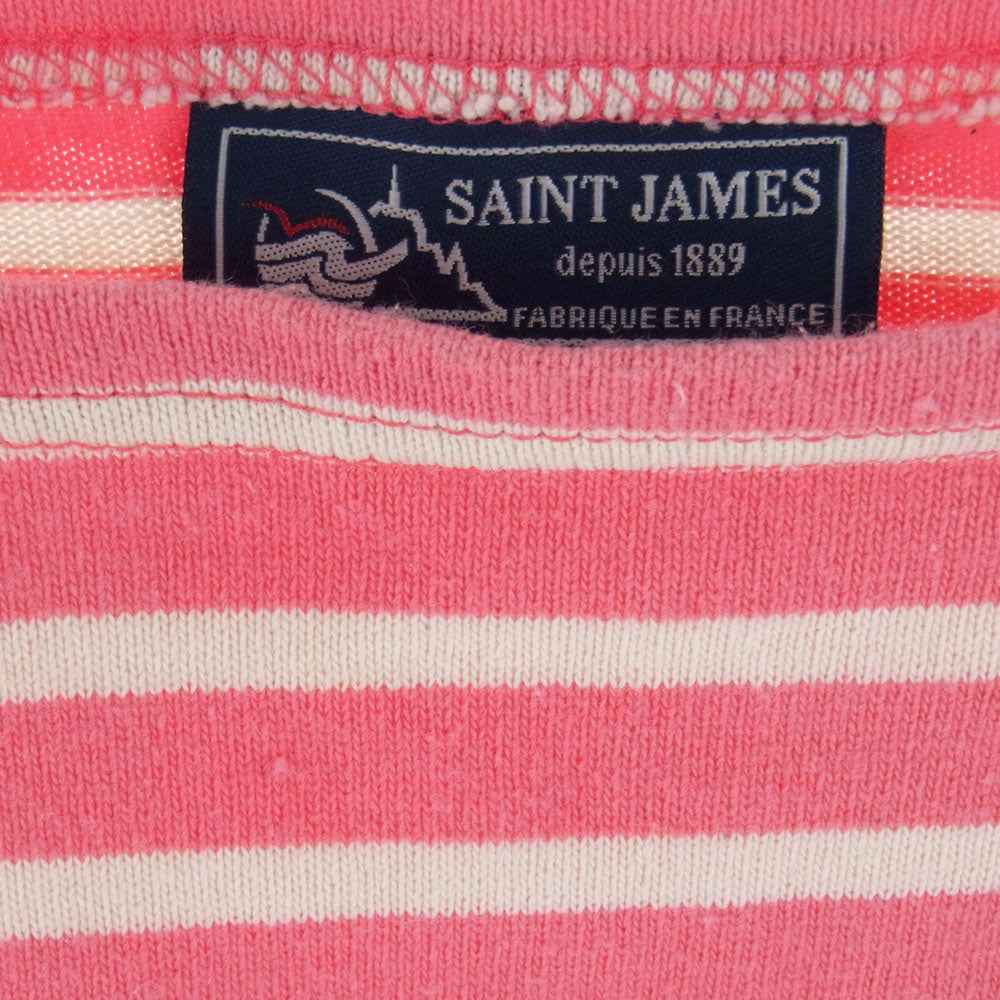 SAINT JAMES
depuis 1889
FABRIQUE EN FRANCE